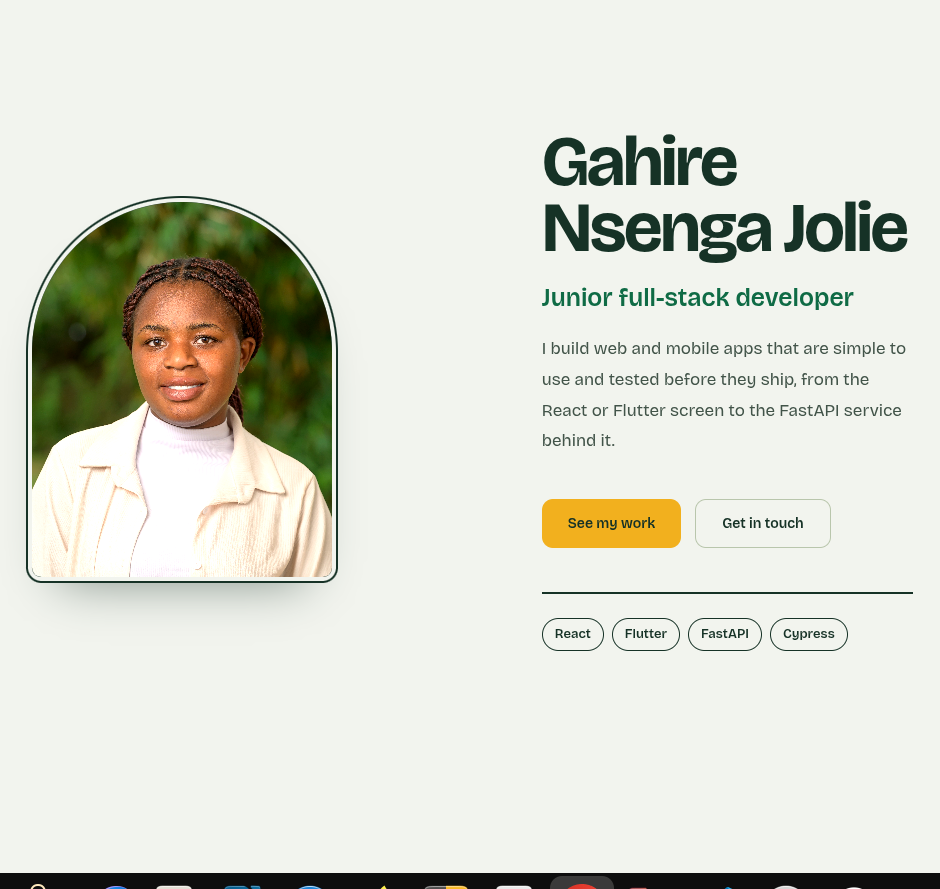 Gahire
Nsenga Jolie
Junior full-stack developer
I build web and mobile apps that are simple to
use and tested before they ship, from the
React or Flutter screen to the FastAPI service
behind it.
See my work
Get in touch
React
Flutter
FastAPI
Cypress